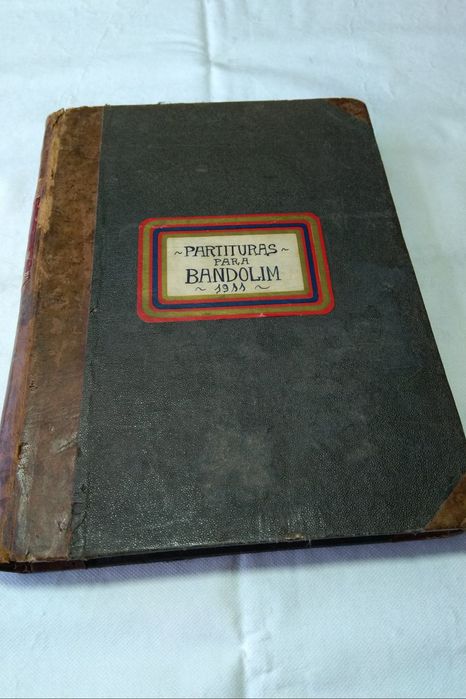 ~ PARTITURAS ~
PARA
BANDOLIM
~ 1911 ~